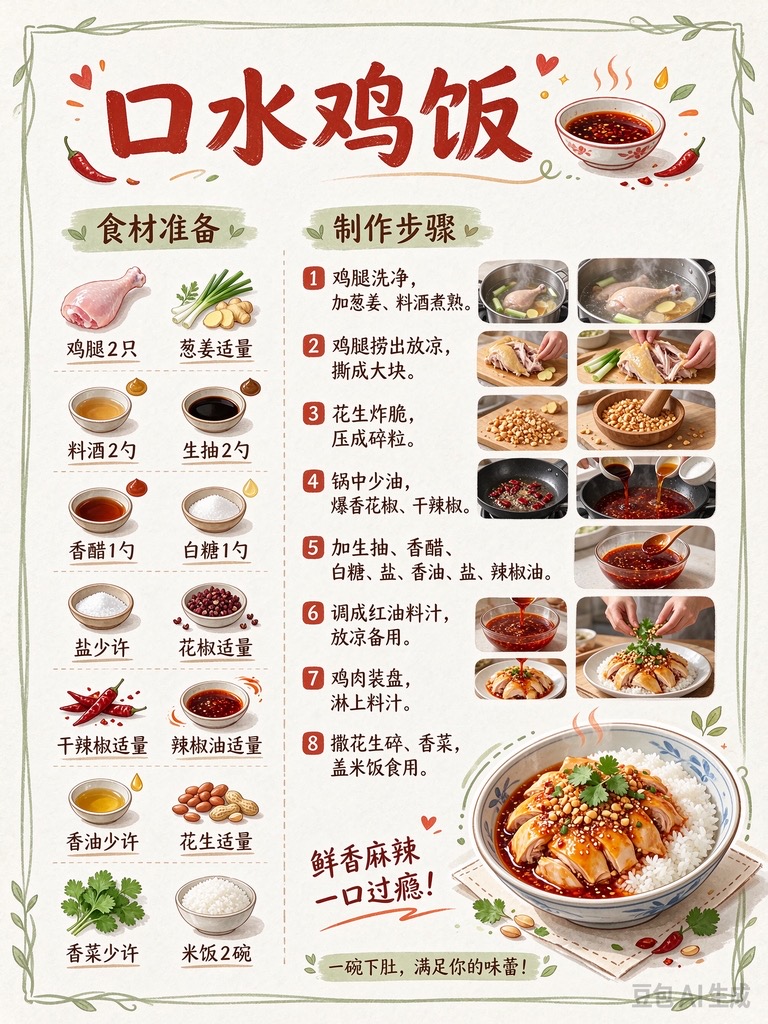 口水鸡饭
食材准备
鸡腿2只
葱姜适量
料酒2勺
生抽2勺
香醋1勺
白糖1勺
盐少许
花椒适量
干辣椒适量
辣椒油适量
香油少许
花生适量
香菜少许
米饭2碗
制作步骤
1 鸡腿洗净，
加葱姜、料酒煮熟。
2 鸡腿捞出放凉，
撕成大块。
3 花生炸脆，
压成碎粒。
4 锅中少油，
爆香花椒、干辣椒。
5 加生抽、香醋、
白糖、盐、香油、盐、辣椒油。
6 调成红油料汁，
放凉备用。
7 鸡肉装盘，
淋上料汁。
8 撒花生碎、香菜，
盖米饭食用。
鲜香麻辣
一口过瘾！
一碗下肚，满足你的味蕾！
豆包AI生成